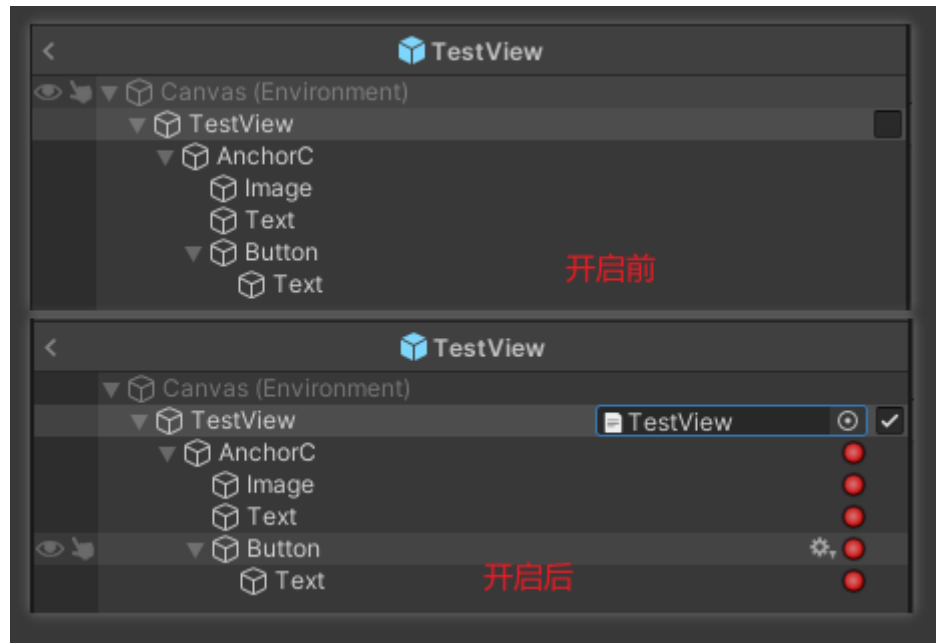 TestView
Canvas (Environment)
TestView
AnchorC
Image
Text
Button
开启前
Text
TestView
Canvas (Environment)
TestView TestView
AnchorC
Image
Text
Button
Text 开启后